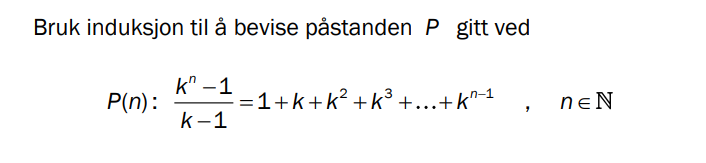 Bruk induksjon til å bevise påstanden P gitt ved
P(n): (kⁿ − 1)/(k − 1) = 1 + k + k² + k³ + ... + kⁿ⁻¹ , n ∈ ℕ